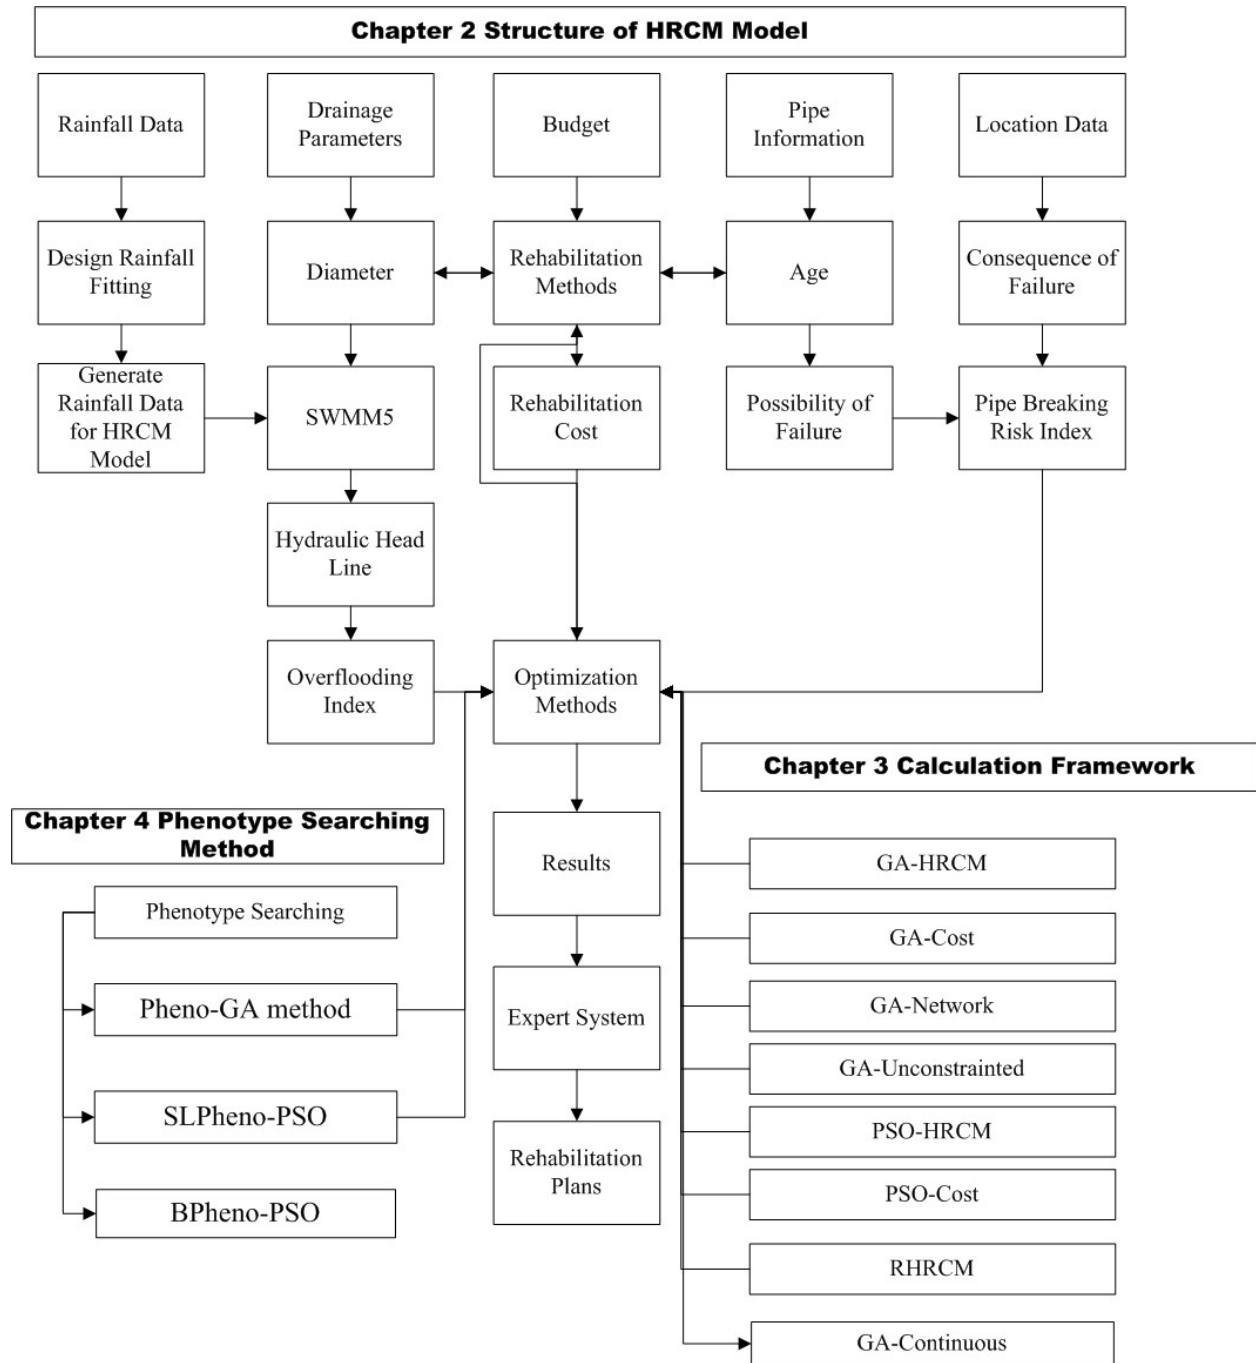 Chapter 2 Structure of HRCM Model
Rainfall Data
Drainage
Parameters
Budget
Pipe
Information
Location Data
Design Rainfall
Fitting
Diameter
Rehabilitation
Methods
Age
Consequence of
Failure
Generate
Rainfall Data
for HRCM
Model
SWMM5
Rehabilitation
Cost
Possibility of
Failure
Pipe Breaking
Risk Index
Hydraulic Head
Line
Overflooding
Index
Optimization
Methods
Chapter 3 Calculation Framework
Chapter 4 Phenotype Searching
Method
Results
Expert System
Rehabilitation
Plans
Phenotype Searching
Pheno-GA method
SLPheno-PSO
BPheno-PSO
GA-HRCM
GA-Cost
GA-Network
GA-Unconstrainted
PSO-HRCM
PSO-Cost
RHRCM
GA-Continuous